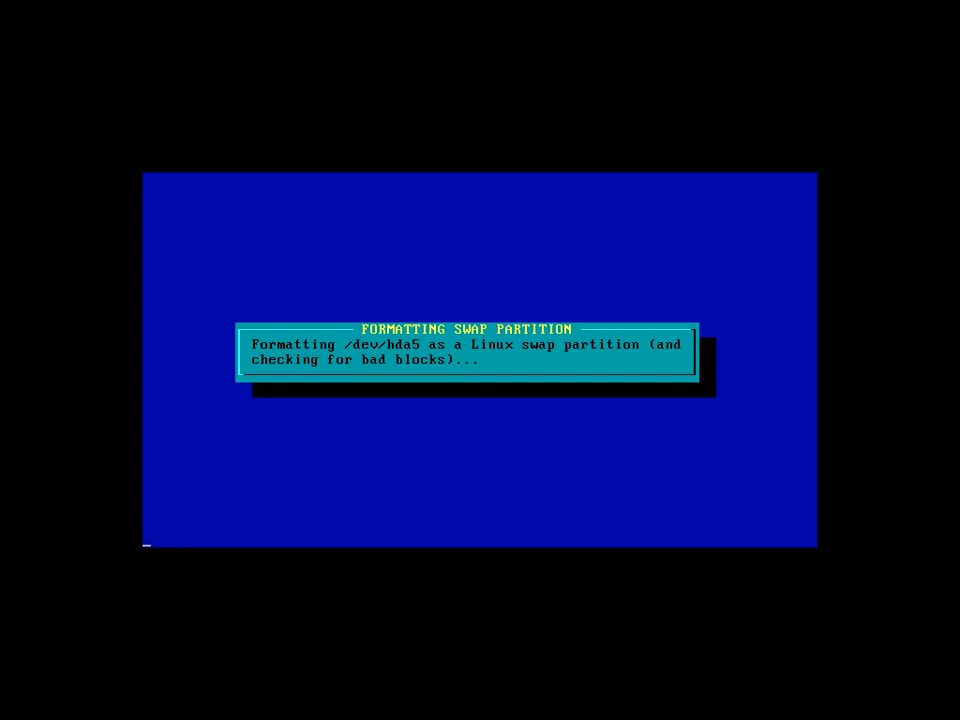 FORMATTING SWAP PARTITION
Formatting /dev/hda5 as a Linux swap partition (and
checking for bad blocks)...